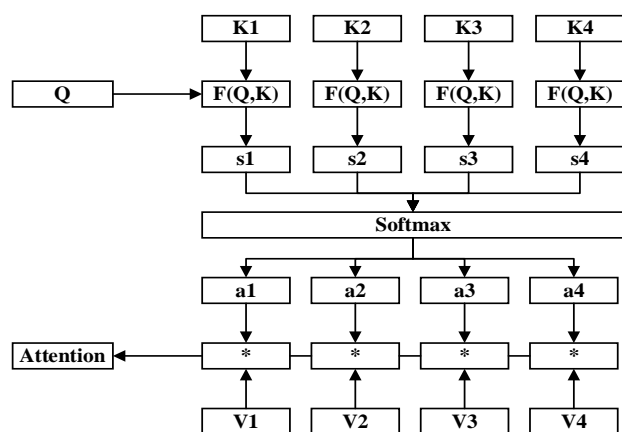 K1 K2 K3 K4
Q F(Q,K) F(Q,K) F(Q,K) F(Q,K)
s1 s2 s3 s4
Softmax
a1 a2 a3 a4
Attention * * * *
V1 V2 V3 V4